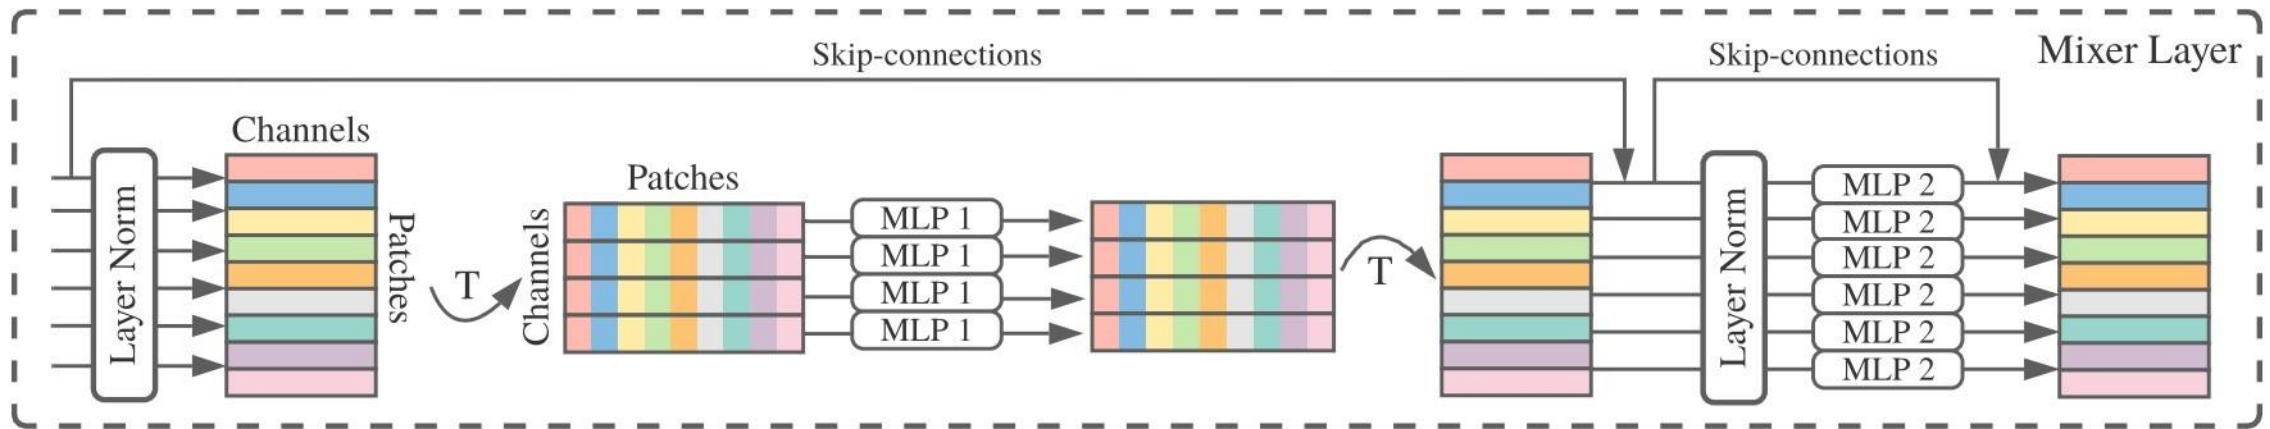 Skip-connections
Skip-connections
Mixer Layer
Layer Norm
Channels
Patches
T
Channels
Patches
MLP 1
MLP 1
MLP 1
MLP 1
T
Layer Norm
MLP 2
MLP 2
MLP 2
MLP 2
MLP 2
MLP 2